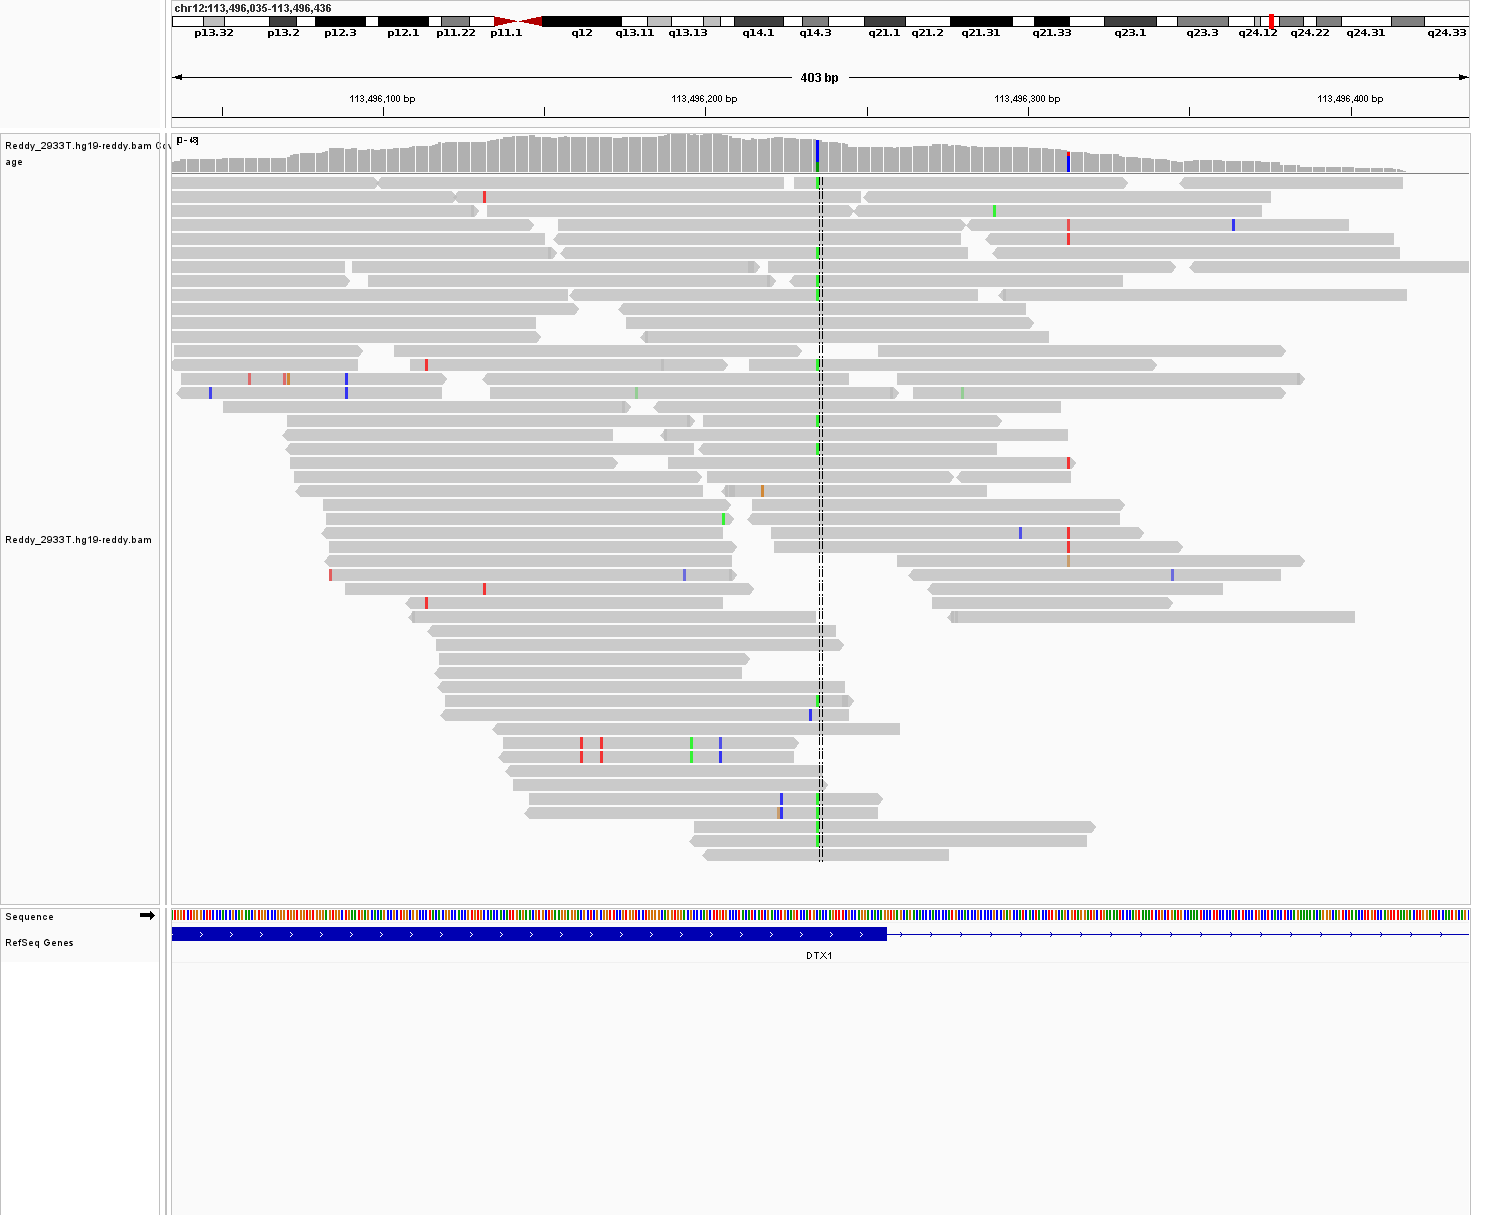 chr12:113,496,035-113,496,436
p13.32 p13.2 p12.3 p12.1 p11.22 p11.1 q12 q13.11 q13.13 q14.1 q14.3 q21.1 q21.2 q21.31 q21.33 q23.1 q23.3 q24.12 q24.22 q24.31 q24.33
403 bp
113,496,100 bp 113,496,200 bp 113,496,300 bp 113,496,400 bp
Reddy_2933T.hg19-reddy.bam Cov
age
[0 - 48]
Reddy_2933T.hg19-reddy.bam
Sequence
RefSeq Genes
DTX1